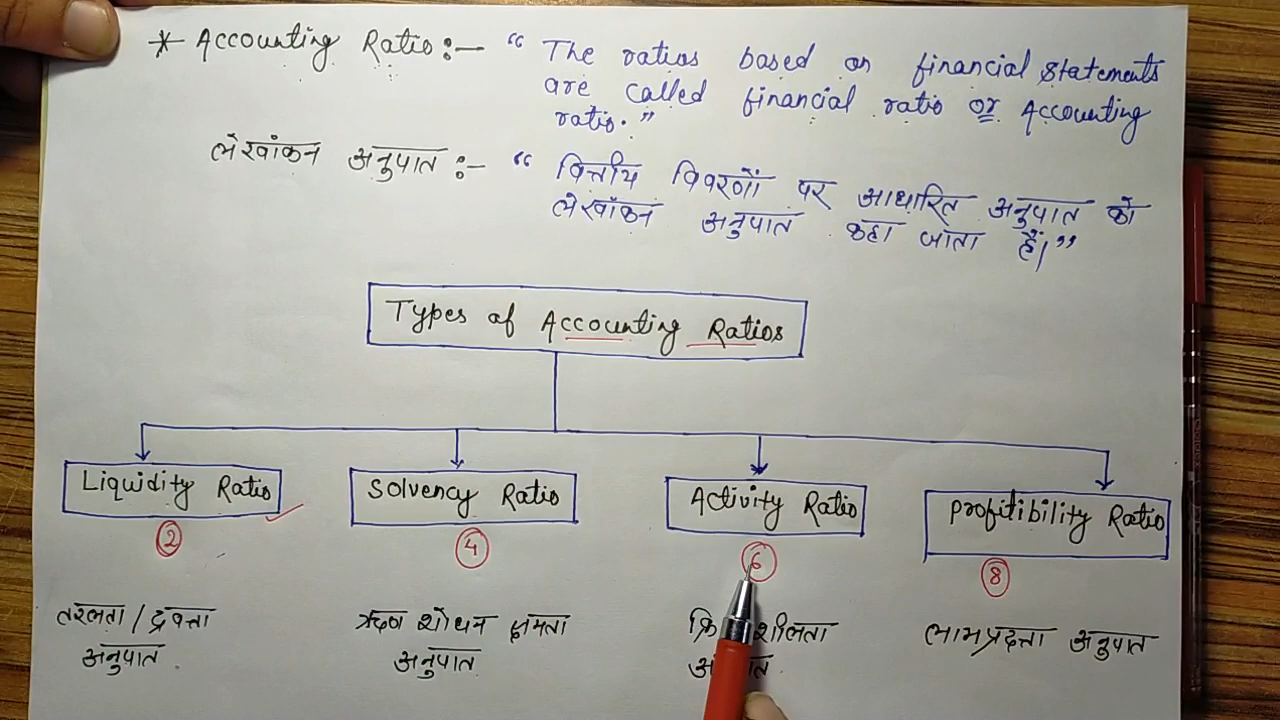 * Accounting Ratio:— “ The ratios based on financial statements
are called financial ratio or Accounting
ratio.”
लेखांकन अनुपात :— “ वित्तीय विवरणों पर आधारित अनुपात को
लेखांकन अनुपात कहा जाता हैं।”
Types of Accounting Ratios
Liquidity Ratio
Solvency Ratio
Activity Ratio
Profitibility Ratio
2
4
6
8
तरलता / द्रवता
अनुपात
ऋण शोधन क्षमता
अनुपात
लाभप्रदत्ता अनुपात